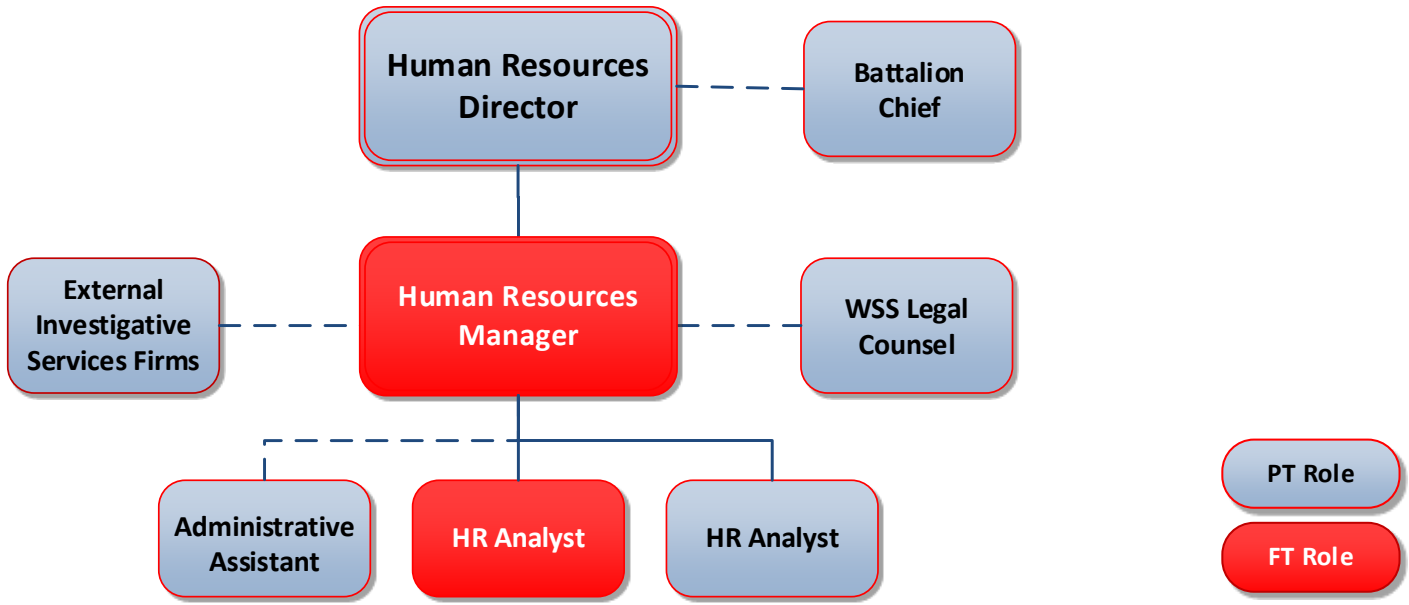 Human Resources
Director
Battalion
Chief
External
Investigative
Services Firms
Human Resources
Manager
WSS Legal
Counsel
Administrative
Assistant
HR Analyst
HR Analyst
PT Role
FT Role